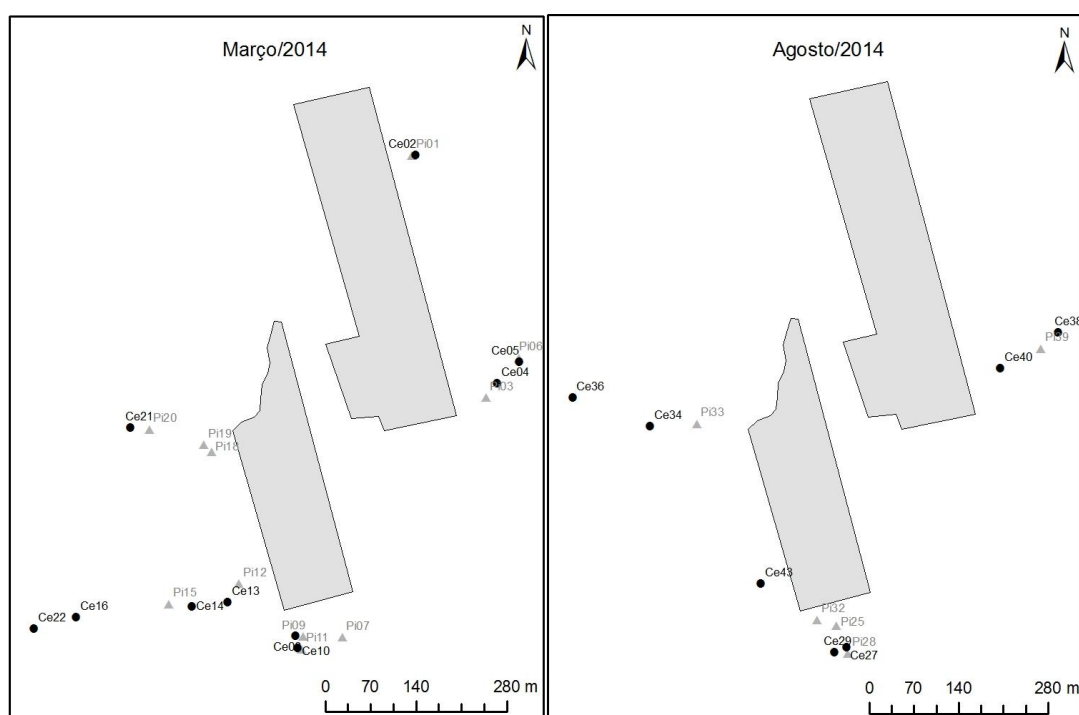 Março/2014
N
Ce02 Pi01
Pi06
Ce05
Ce04
Pi03
Ce21 Pi20
Pi19
Pi18
Pi12
Pi15 Ce14 Ce13
Ce22 Ce16
Pi09 Pi11 Pi07
Ce10
0 70 140 280 m
Agosto/2014
N
Ce38
Pi39
Ce40
Ce36
Ce34 Pi33
Ce43
Pi32
Pi25
Ce29 Pi28
Ce27
0 70 140 280 m